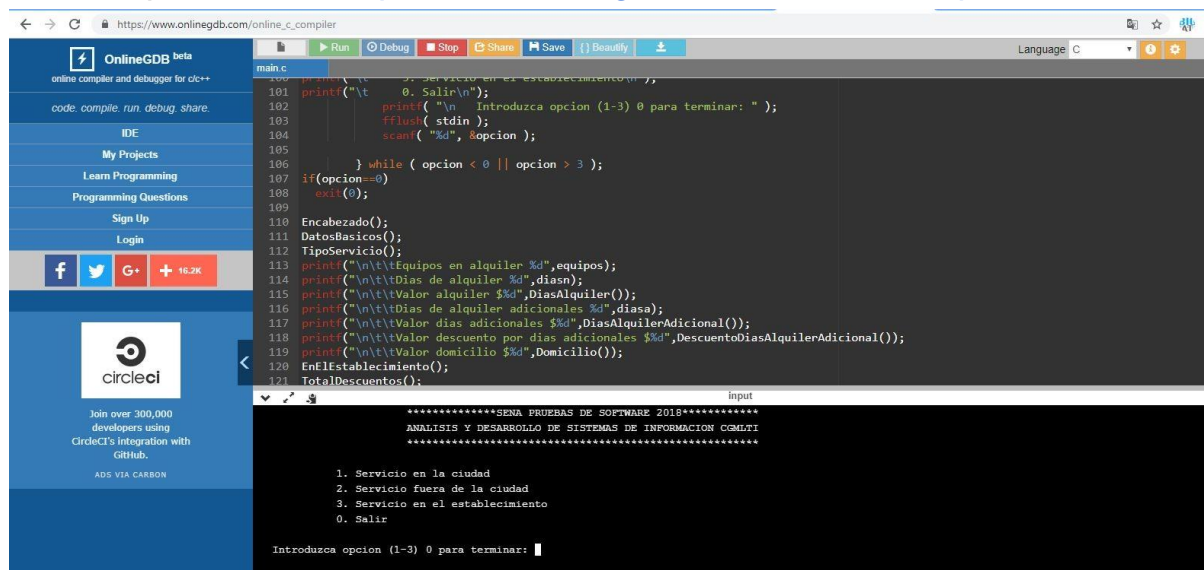 https://www.onlinegdb.com/online_c_compiler
OnlineGDB beta
online compiler and debugger for c/c++
code. compile. run. debug. share.
IDE
My Projects
Learn Programming
Programming Questions
Sign Up
Login
f G+ + 16.2K
circleci
Join over 300,000
developers using
CircleCI's integration with
GitHub.
ADS VIA CARBON
Run Debug Stop Share Save {} Beautify Language C
main.c
100 printf( "\t 3. Servicio en el establecimiento\n" );
101 printf("\t 0. Salir\n");
102 printf( "\n Introduzca opcion (1-3) 0 para terminar: " );
103 fflush( stdin );
104 scanf( "%d", &opcion );
105
106 } while ( opcion < 0 || opcion > 3 );
107 if(opcion==0)
108 exit(0);
109
110 Encabezado();
111 DatosBasicos();
112 TipoServicio();
113 printf("\n\t\tEquipos en alquiler %d",equipos);
114 printf("\n\t\tDias de alquiler %d",diasn);
115 printf("\n\t\tValor alquiler $%d",DiasAlquiler());
116 printf("\n\t\tDias de alquiler adicionales %d",diasa);
117 printf("\n\t\tValor dias adicionales $%d",DiasAlquilerAdicional());
118 printf("\n\t\tValor descuento por dias adicionales $%d",DescuentoDiasAlquilerAdicional());
119 printf("\n\t\tValor domicilio $%d",Domicilio());
120 EnElEstablecimiento();
121 TotalDescuentos();
input
**************SENA PRUEBAS DE SOFTWARE 2018************
ANALISIS Y DESARROLLO DE SISTEMAS DE INFORMACION CGMLTI
*******************************************************
1. Servicio en la ciudad
2. Servicio fuera de la ciudad
3. Servicio en el establecimiento
0. Salir
Introduzca opcion (1-3) 0 para terminar: